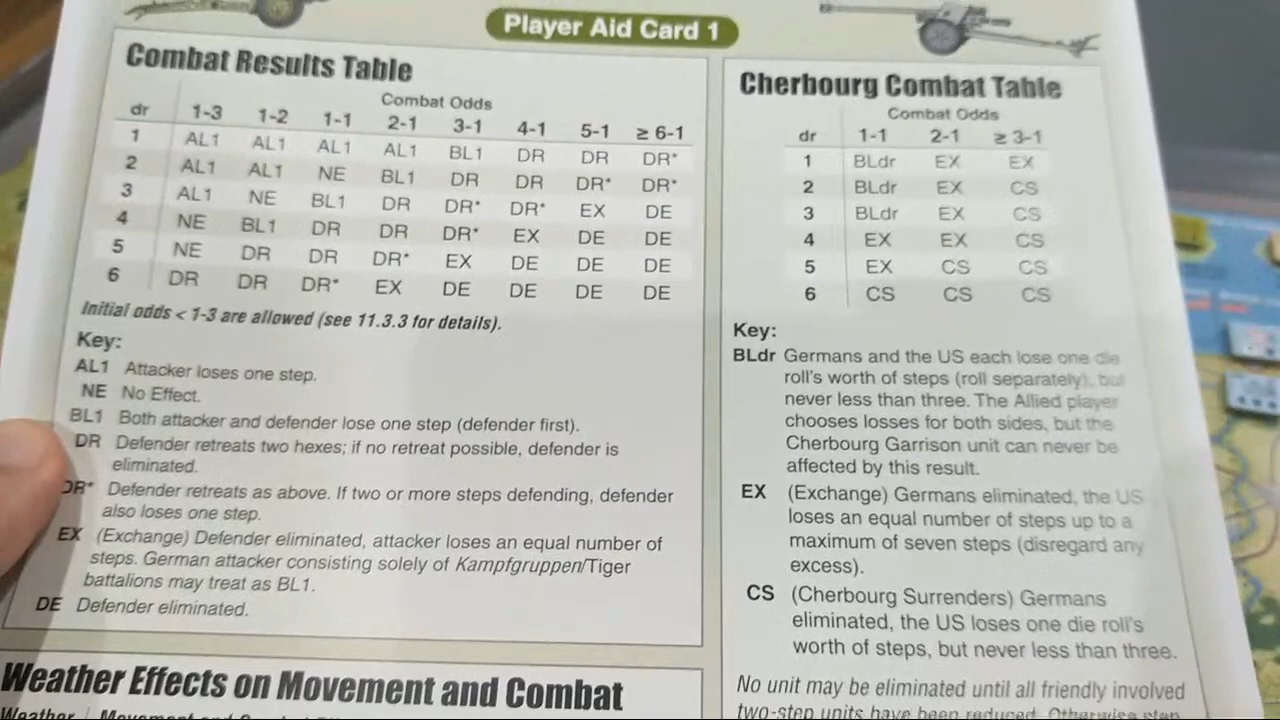 Player Aid Card 1
Combat Results Table
Combat Odds
dr 1-3 1-2 1-1 2-1 3-1 4-1 5-1 ≥ 6-1
1 AL1 AL1 AL1 AL1 BL1 DR DR DR*
2 AL1 AL1 NE BL1 DR DR DR* DR*
3 AL1 NE BL1 DR DR* DR* EX DE
4 NE BL1 DR DR DR* EX DE DE
5 NE DR DR DR* EX DE DE DE
6 DR DR DR* EX DE DE DE DE
Initial odds < 1-3 are allowed (see 11.3.3 for details).
Key:
AL1 Attacker loses one step.
NE No Effect.
BL1 Both attacker and defender lose one step (defender first).
DR Defender retreats two hexes; if no retreat possible, defender is
eliminated.
DR* Defender retreats as above. If two or more steps defending, defender
also loses one step.
EX (Exchange) Defender eliminated, attacker loses an equal number of
steps. German attacker consisting solely of Kampfgruppen/Tiger
battalions may treat as BL1.
DE Defender eliminated.
Weather Effects on Movement and Combat
Weather
Cherbourg Combat Table
Combat Odds
dr 1-1 2-1 ≥ 3-1
1 BLdr EX EX
2 BLdr EX CS
3 BLdr EX CS
4 EX EX CS
5 EX CS CS
6 CS CS CS
Key:
BLdr Germans and the US each lose one die
roll's worth of steps (roll separately), but
never less than three. The Allied player
chooses losses for both sides, but the
Cherbourg Garrison unit can never be
affected by this result.
EX (Exchange) Germans eliminated, the US
loses an equal number of steps up to a
maximum of seven steps (disregard any
excess).
CS (Cherbourg Surrenders) Germans
eliminated, the US loses one die roll's
worth of steps, but never less than three.
No unit may be eliminated until all friendly involved
two-step units have been reduced. Otherwise step